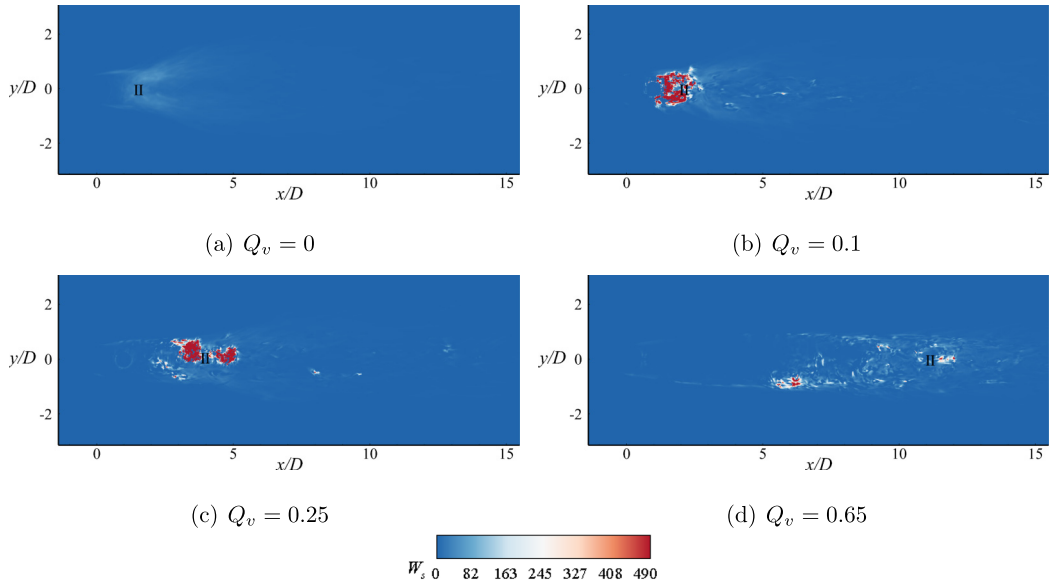 2
y/D 0
-2
II
0 5 10 15
x/D
(a) Q_v = 0
2
y/D 0
-2
II
0 5 10 15
x/D
(b) Q_v = 0.1
2
y/D 0
-2
II
0 5 10 15
x/D
(c) Q_v = 0.25
2
y/D 0
-2
II
0 5 10 15
x/D
(d) Q_v = 0.65
W_s 0 82 163 245 327 408 490